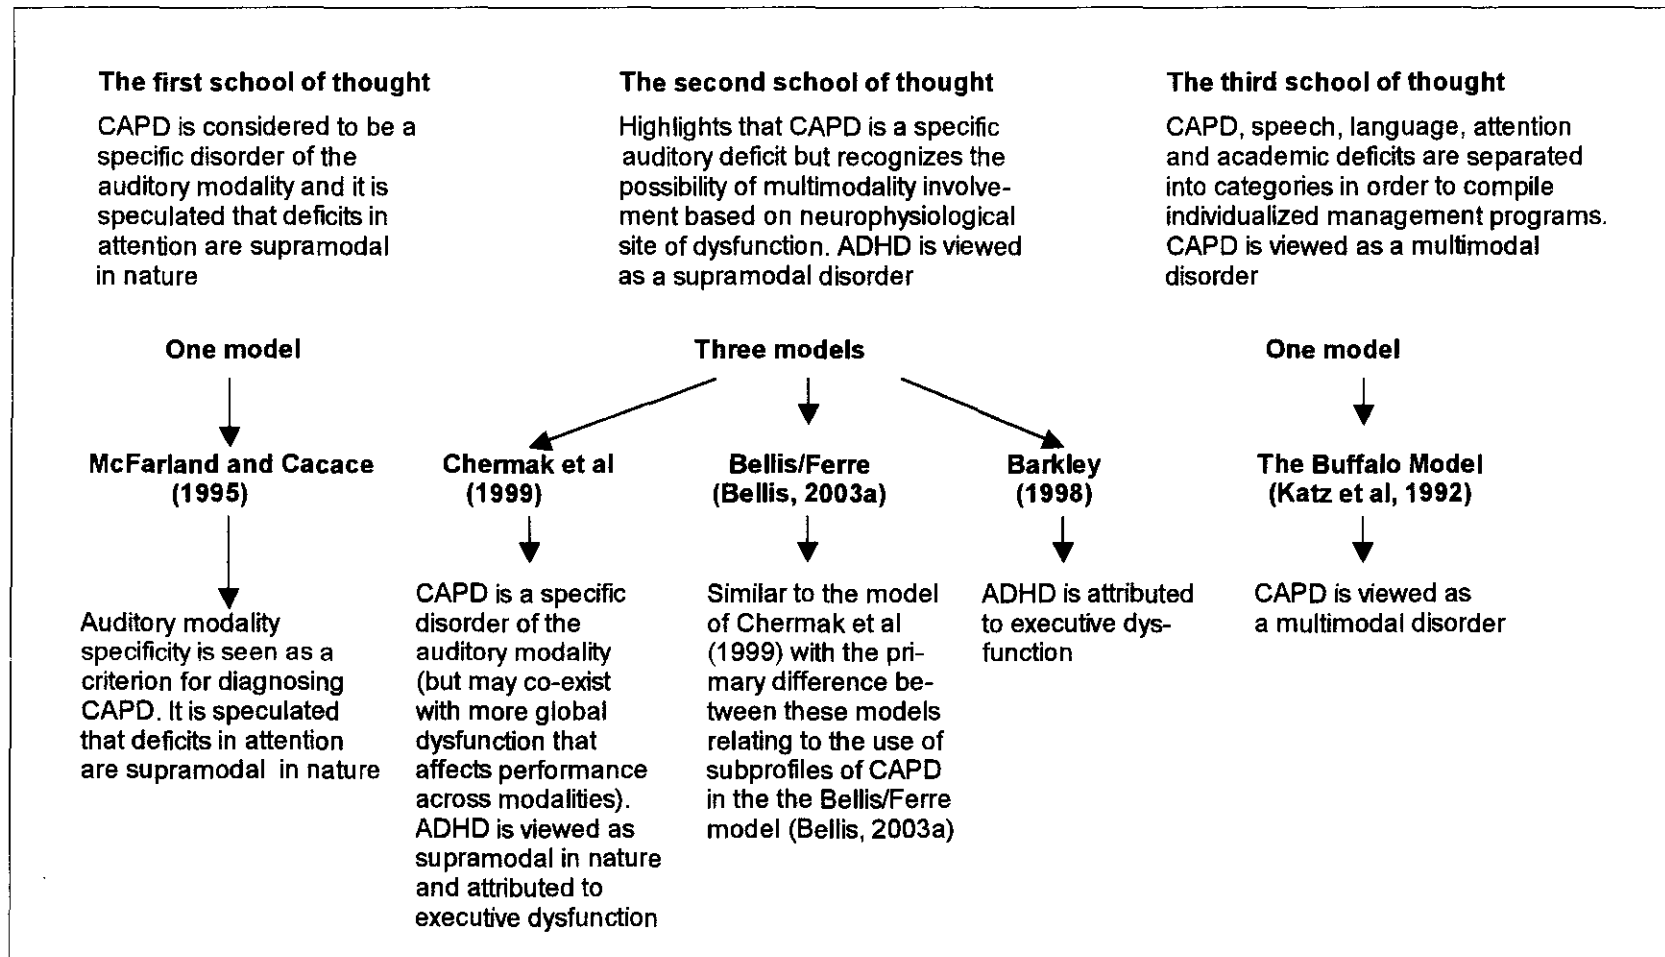 The first school of thought
CAPD is considered to be a
specific disorder of the
auditory modality and it is
speculated that deficits in
attention are supramodal
in nature
One model
McFarland and Cacace
(1995)
Auditory modality
specificity is seen as a
criterion for diagnosing
CAPD. It is speculated
that deficits in attention
are supramodal in nature
The second school of thought
Highlights that CAPD is a specific
auditory deficit but recognizes the
possibility of multimodality involve-
ment based on neurophysiological
site of dysfunction. ADHD is viewed
as a supramodal disorder
Three models
Chermak et al
(1999)
CAPD is a specific
disorder of the
auditory modality
(but may co-exist
with more global
dysfunction that
affects performance
across modalities).
ADHD is viewed as
supramodal in nature
and attributed to
executive dysfunction
Bellis/Ferre
(Bellis, 2003a)
Similar to the model
of Chermak et al
(1999) with the pri-
mary difference be-
tween these models
relating to the use of
subprofiles of CAPD
in the the Bellis/Ferre
model (Bellis, 2003a)
Barkley
(1998)
ADHD is attributed
to executive dys-
function
The third school of thought
CAPD, speech, language, attention
and academic deficits are separated
into categories in order to compile
individualized management programs.
CAPD is viewed as a multimodal
disorder
One model
The Buffalo Model
(Katz et al, 1992)
CAPD is viewed as
a multimodal disorder